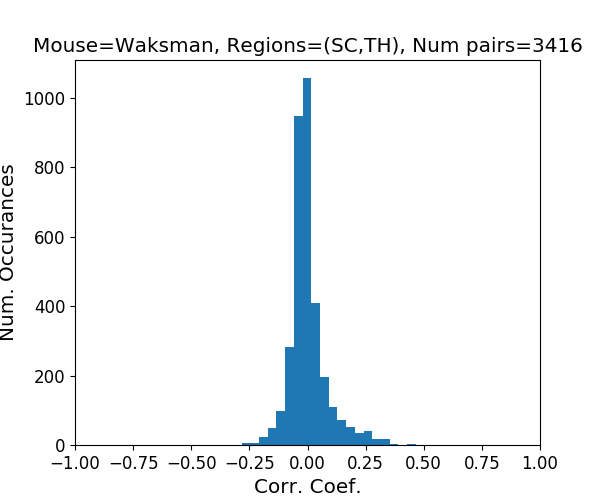 Mouse=Waksman, Regions=(SC,TH), Num pairs=3416
1000
800
600
400
200
0
Num. Occurances
−1.00 −0.75 −0.50 −0.25 0.00 0.25 0.50 0.75 1.00
Corr. Coef.